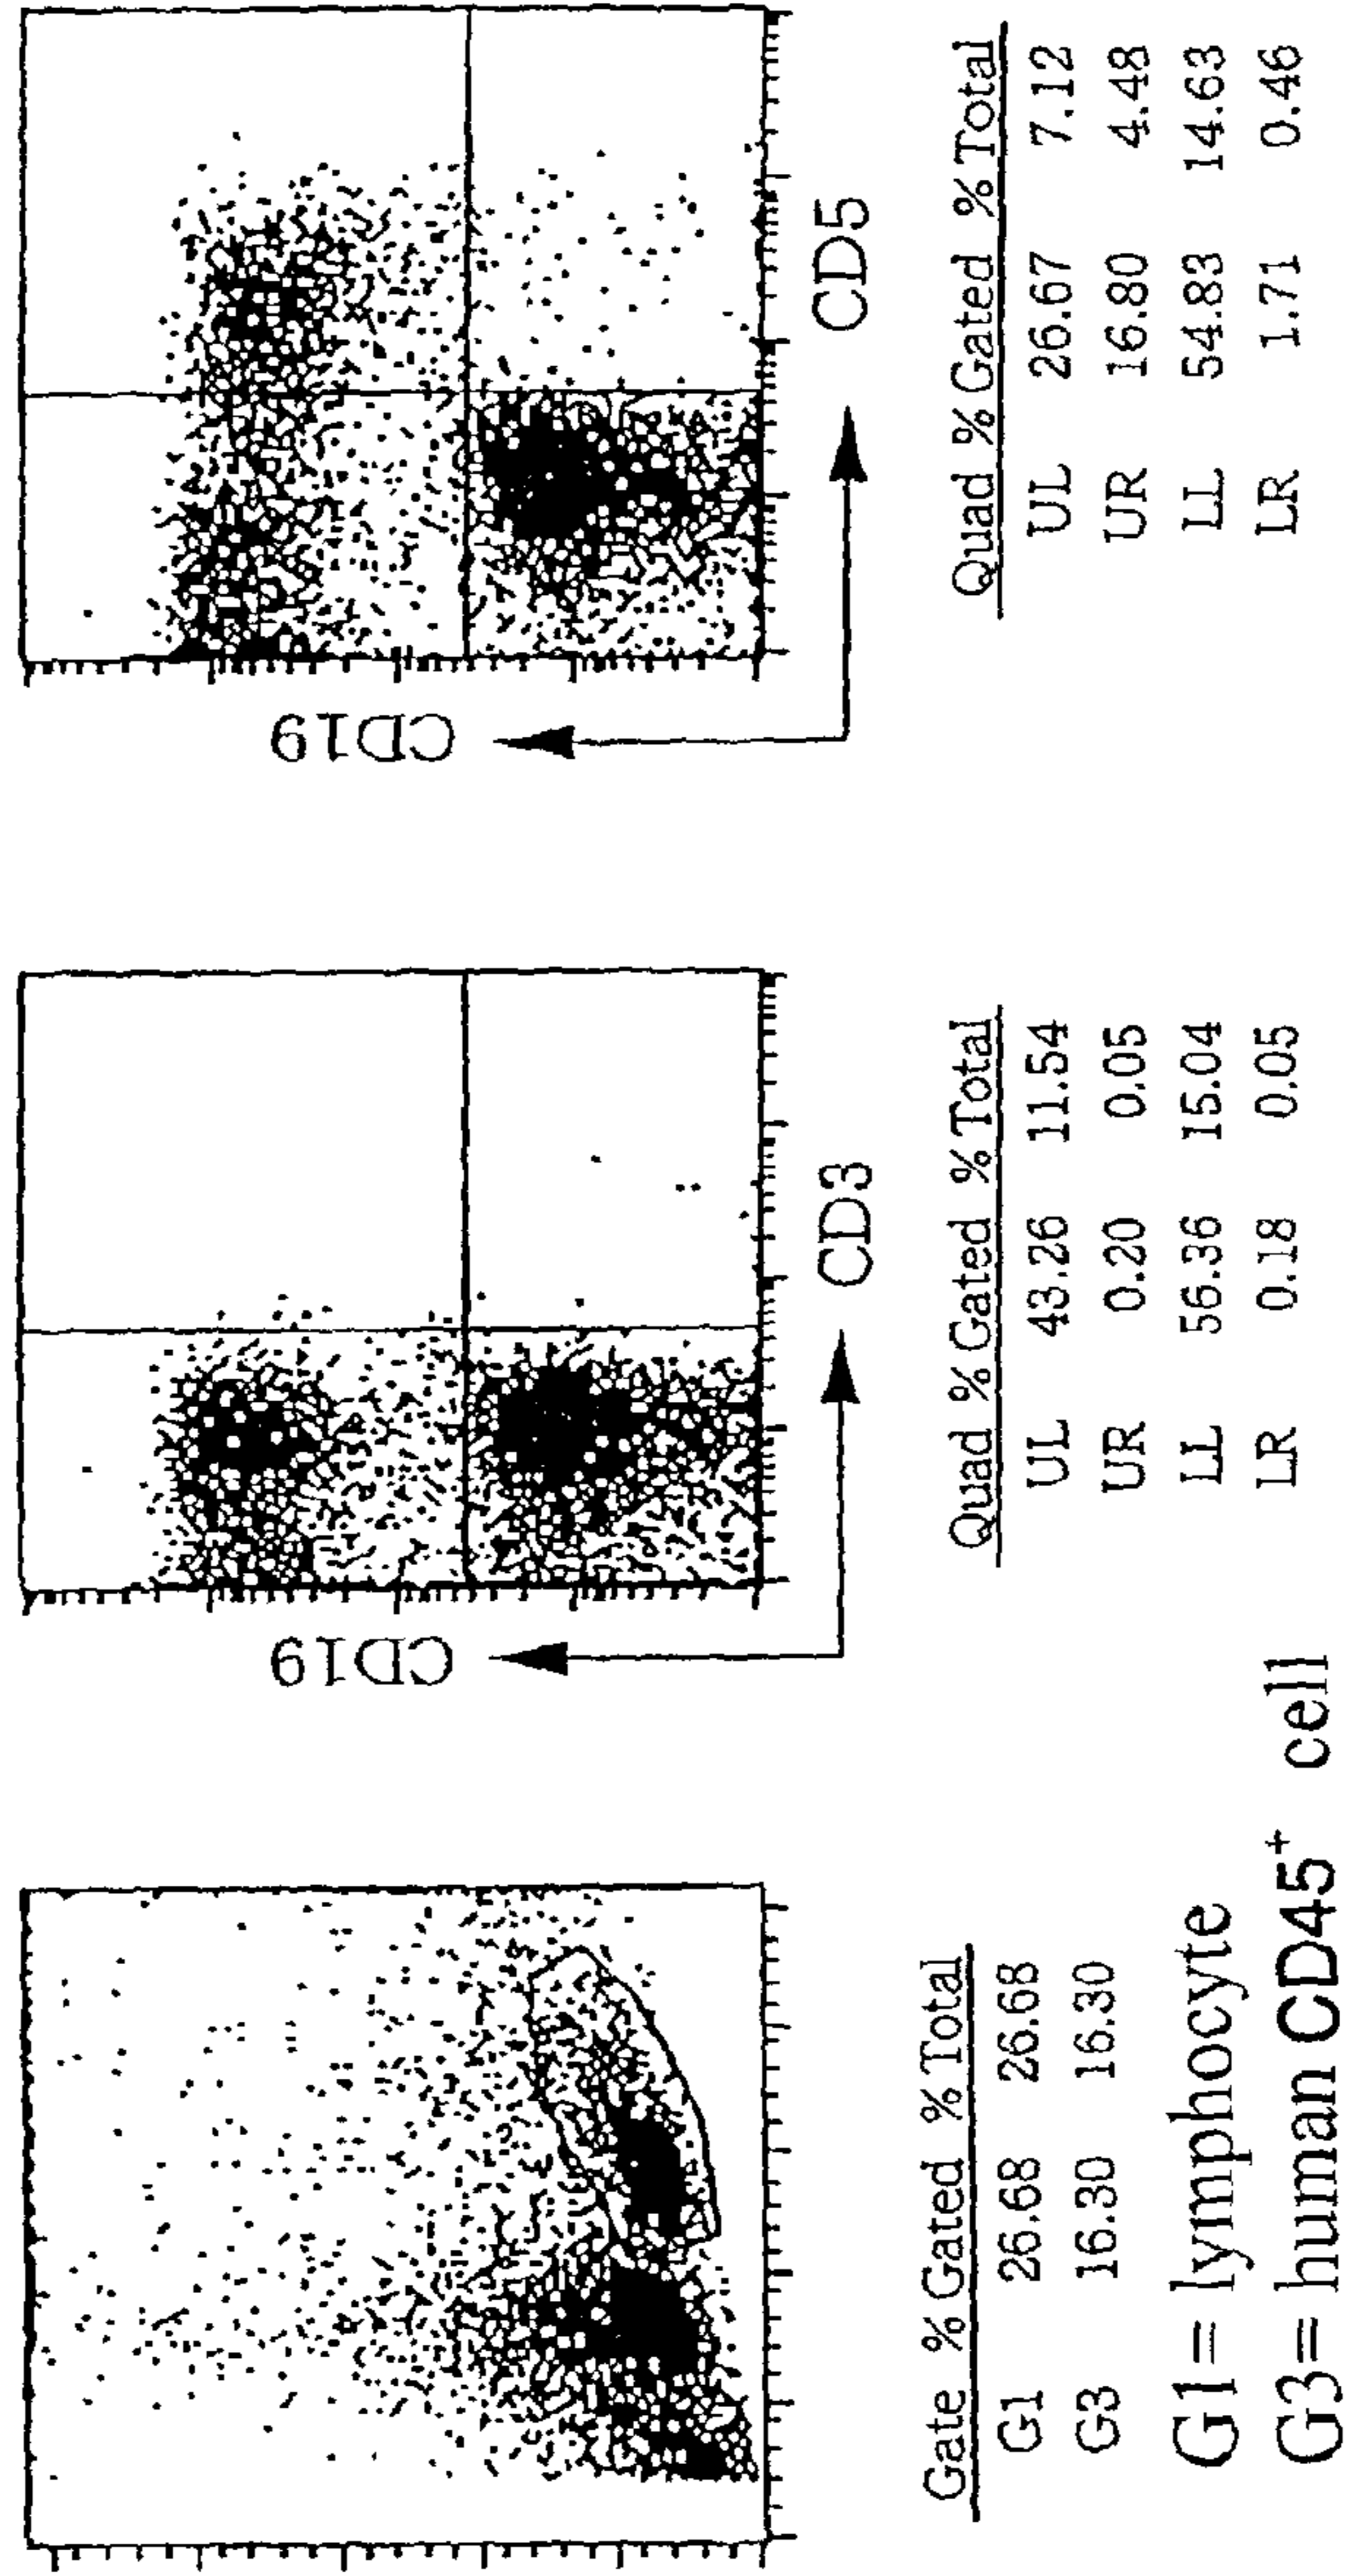 CD19
CD3
CD19
CD5
Gate % Gated % Total
G1 26.68 26.68
G3 16.30 16.30
G1= lymphocyte
G3= human CD45+ cell
Quad % Gated % Total
UL 43.26 11.54
UR 0.20 0.05
LL 56.36 15.04
LR 0.18 0.05
Quad % Gated % Total
UL 26.67 7.12
UR 16.80 4.48
LL 54.83 14.63
LR 1.71 0.46